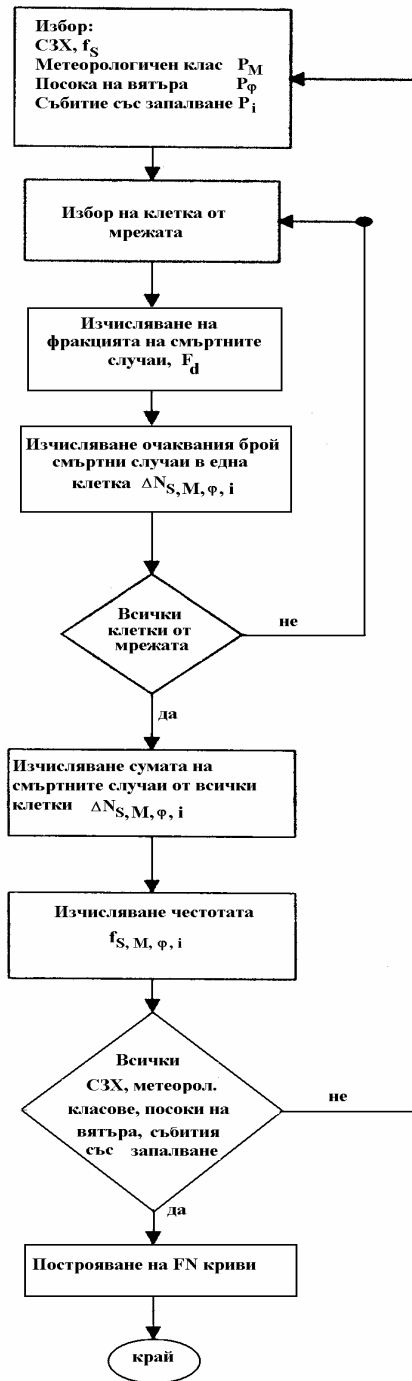 Избор:
СЗХ, f_S
Метеорологичен клас P_M
Посока на вятъра P_φ
Събитие със запалване P_i
Избор на клетка от
мрежата
Изчисляване на
фракцията на смъртните
случаи, F_d
Изчисляване очаквания брой
смъртни случаи в една
клетка ΔN_S,M,φ,i
Всички
клетки от
мрежата
не
да
Изчисляване сумата на
смъртните случаи от всички
клетки ΔN_S,M,φ,i
Изчисляване честотата
f_S,M,φ,i
Всички
СЗХ, метеорол.
класове, посоки на
вятъра, събития
със запалване
не
да
Построяване на FN криви
край